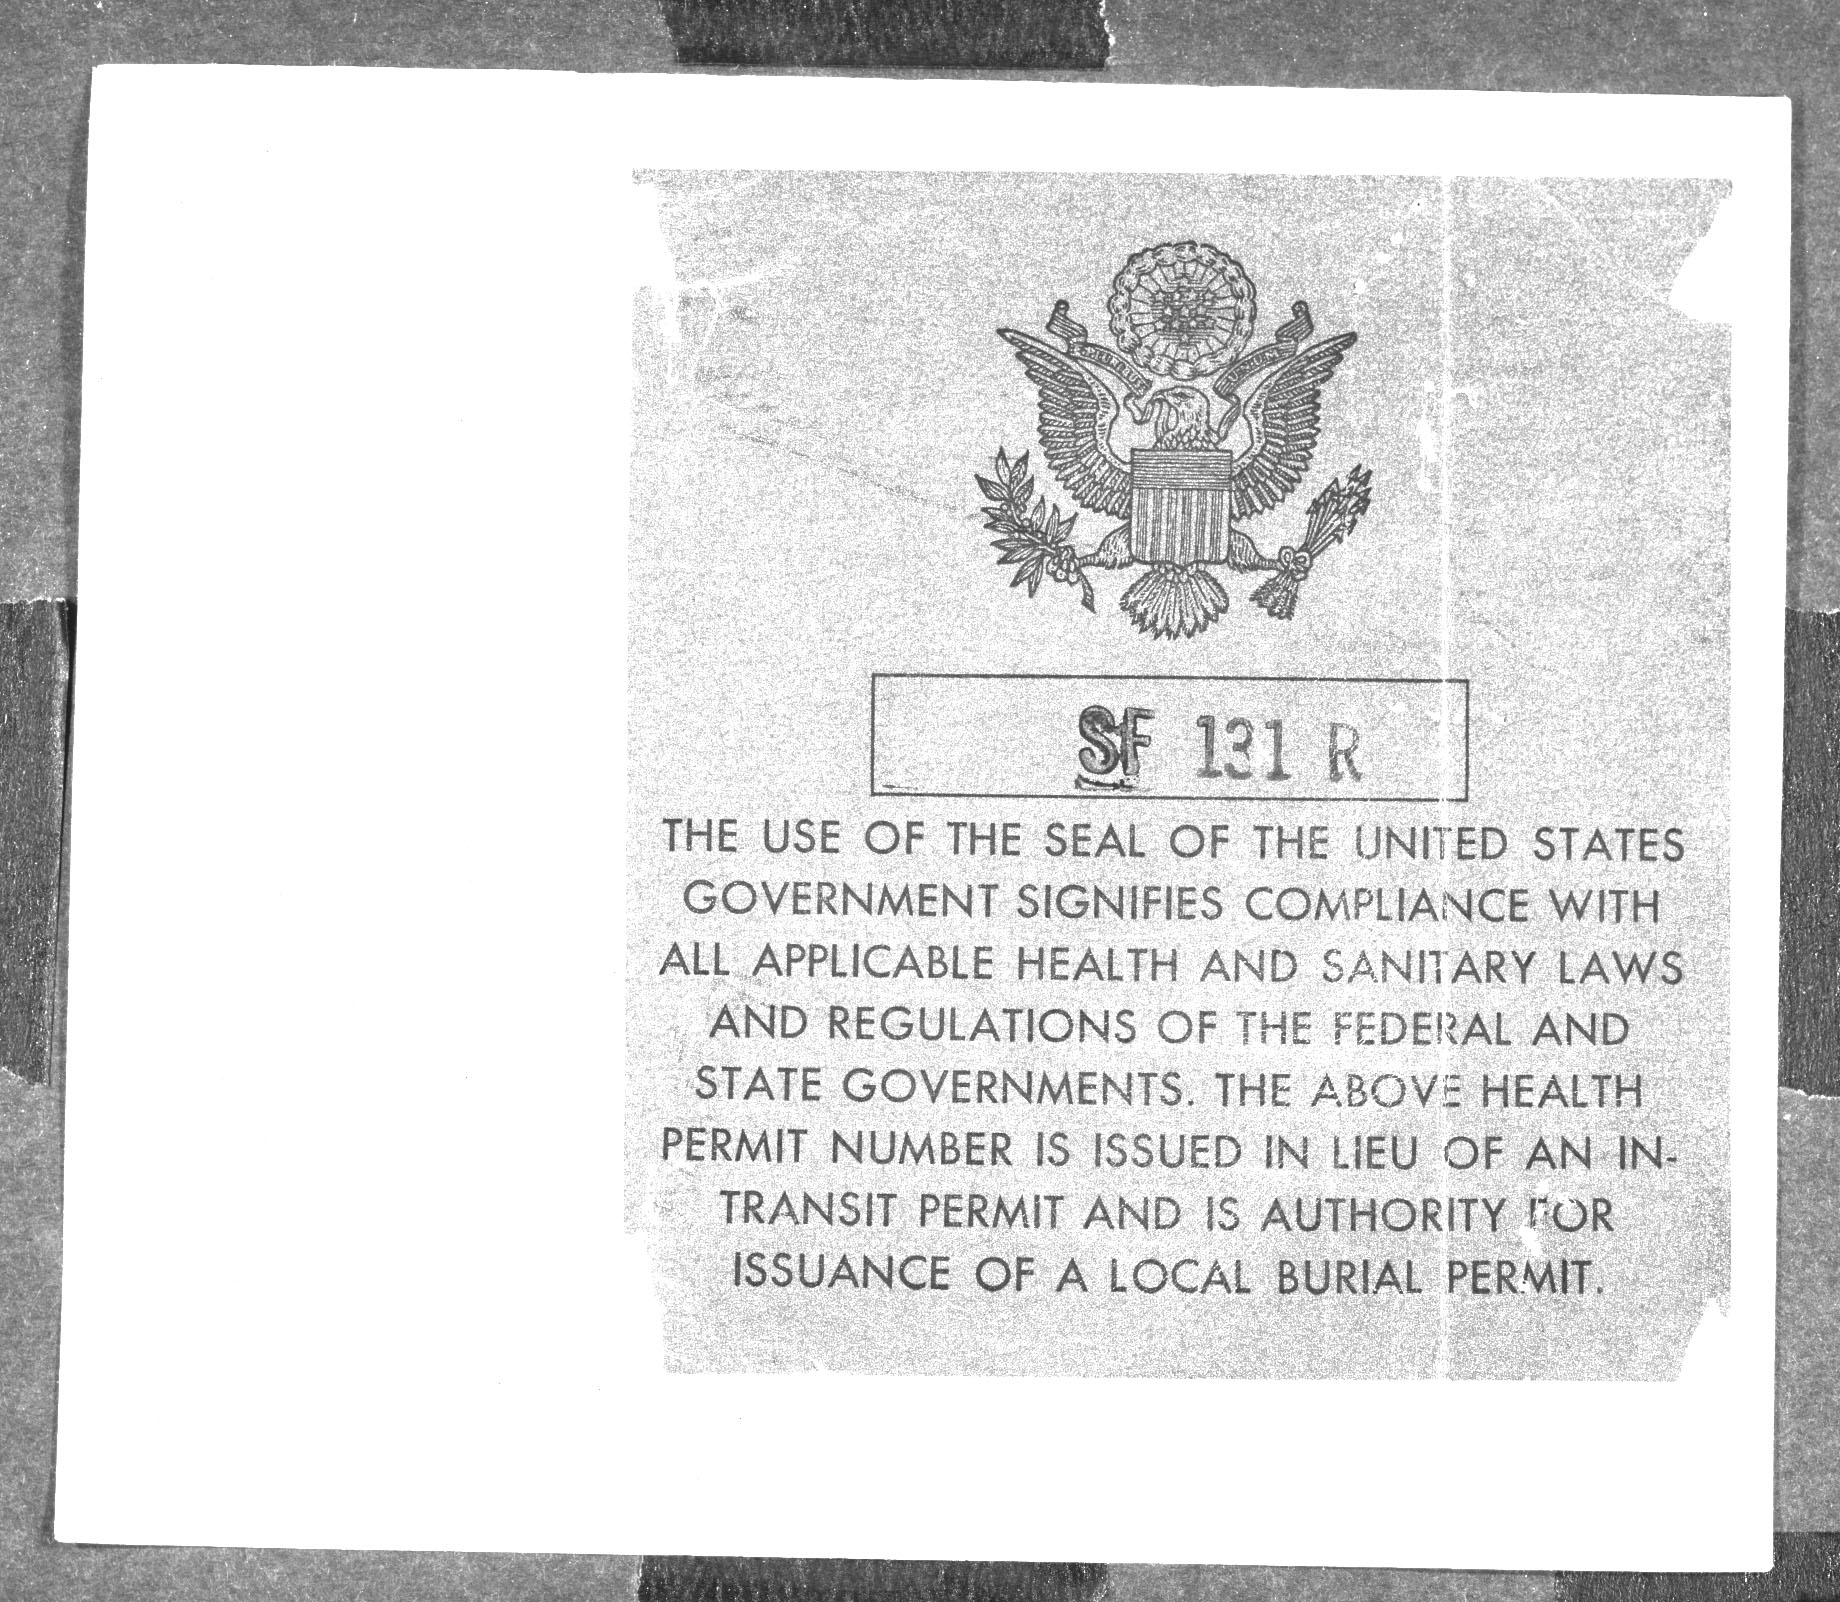 SF 131 R
THE USE OF THE SEAL OF THE UNITED STATES
GOVERNMENT SIGNIFIES COMPLIANCE WITH
ALL APPLICABLE HEALTH AND SANITARY LAWS
AND REGULATIONS OF THE FEDERAL AND
STATE GOVERNMENTS. THE ABOVE HEALTH
PERMIT NUMBER IS ISSUED IN LIEU OF AN IN-
TRANSIT PERMIT AND IS AUTHORITY FOR
ISSUANCE OF A LOCAL BURIAL PERMIT.